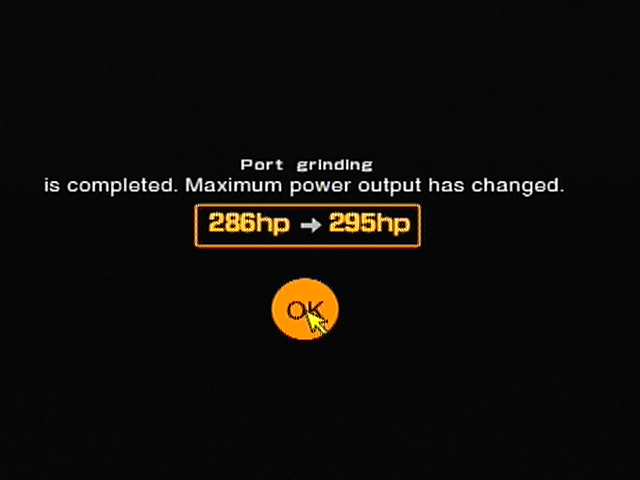 Port grinding
is completed. Maximum power output has changed.
286hp → 295hp
OK